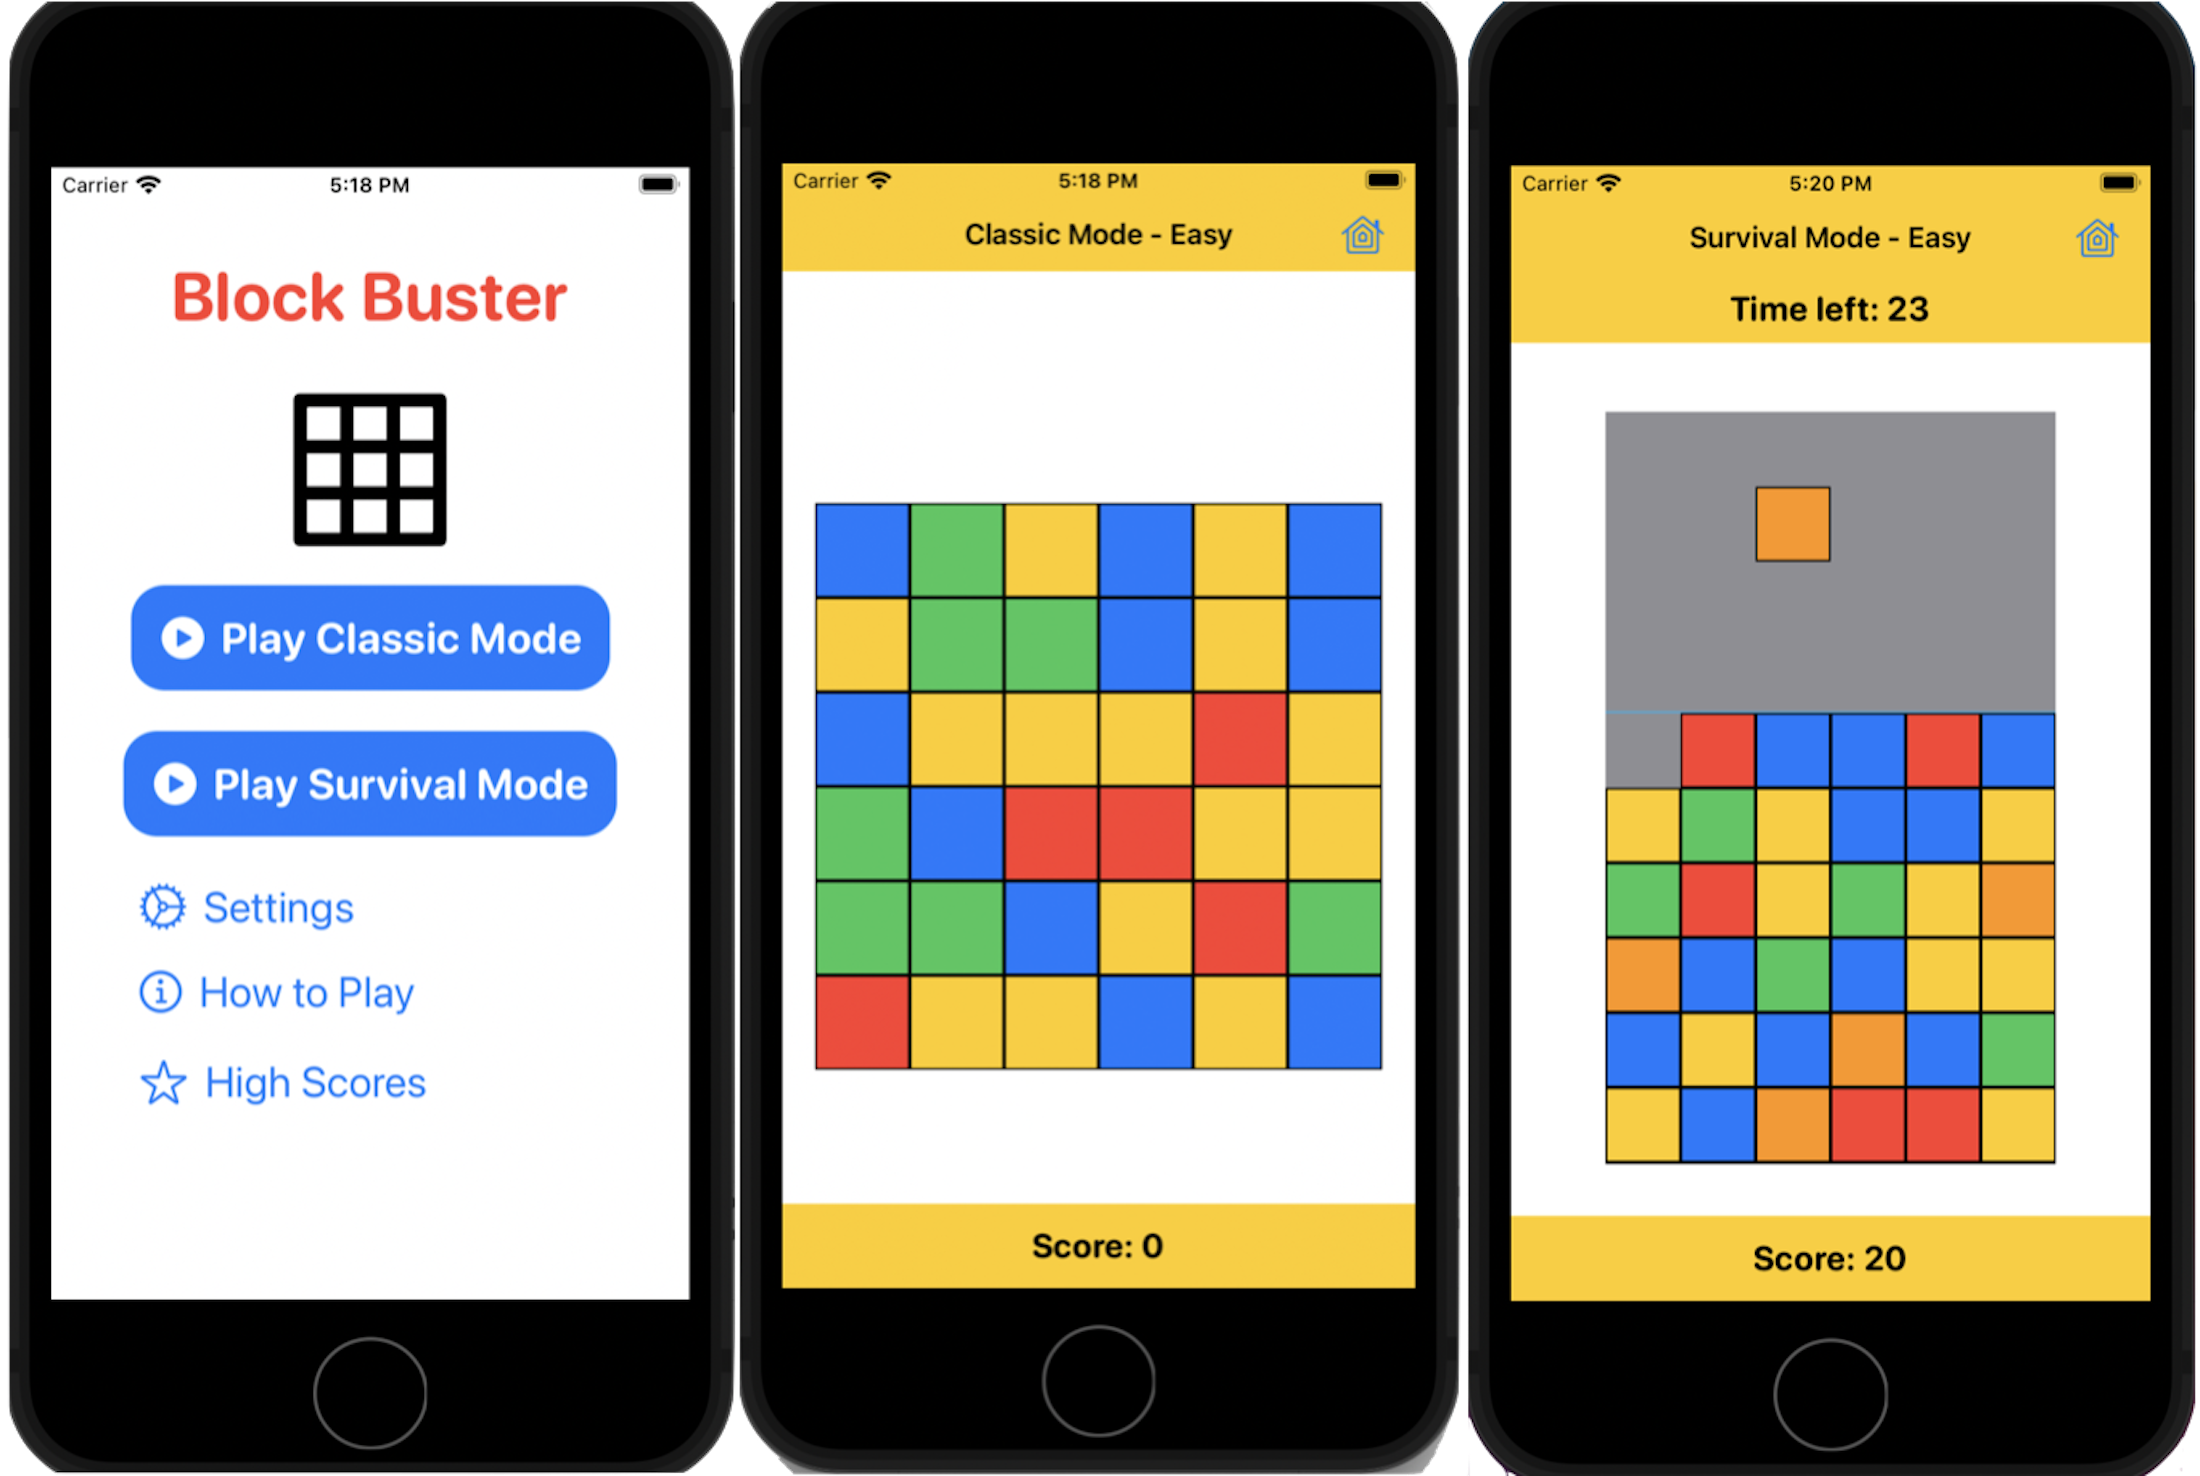 Carrier 5:18 PM
Block Buster
Play Classic Mode
Play Survival Mode
Settings
How to Play
High Scores
Carrier 5:18 PM
Classic Mode - Easy
Score: 0
Carrier 5:20 PM
Survival Mode - Easy
Time left: 23
Score: 20